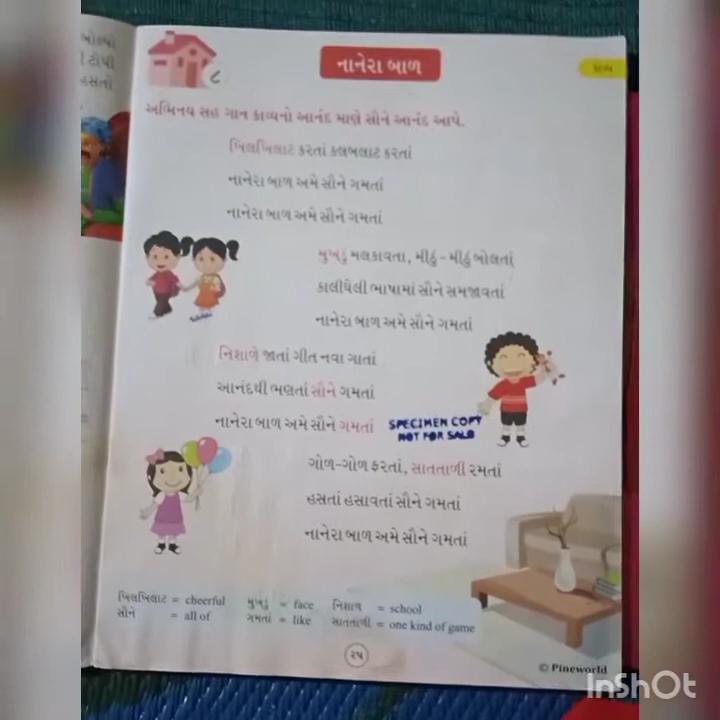 ટોપી
હસતો
૮
નાનેરા બાળ
કાવ્ય
અભિનય સહ ગાન કાવ્યનો આનંદ માણે સૌને આનંદ આપે.
ખિલખિલાટ કરતાં કલબલાટ કરતાં
નાનેરા બાળ અમે સૌને ગમતાં
નાનેરા બાળ અમે સૌને ગમતાં
મુખડું મલકાવતા, મીઠું-મીઠું બોલતાં
કાલીઘેલી ભાષામાં સૌને સમજાવતાં
નાનેરા બાળ અમે સૌને ગમતાં
નિશાળે જાતાં ગીત નવા ગાતાં
આનંદથી ભણતાં સૌને ગમતાં
નાનેરા બાળ અમે સૌને ગમતાં
SPECIMEN COPY
NOT FOR SALE
ગોળ-ગોળ ફરતાં, સાતતાળી રમતાં
હસતાં હસાવતાં સૌને ગમતાં
નાનેરા બાળ અમે સૌને ગમતાં
ખિલખિલાટ = cheerful મુખડું = face નિશાળ = school
સૌને = all of ગમતાં = like સાતતાળી = one kind of game
૨૫
© Pineworld
InShOt